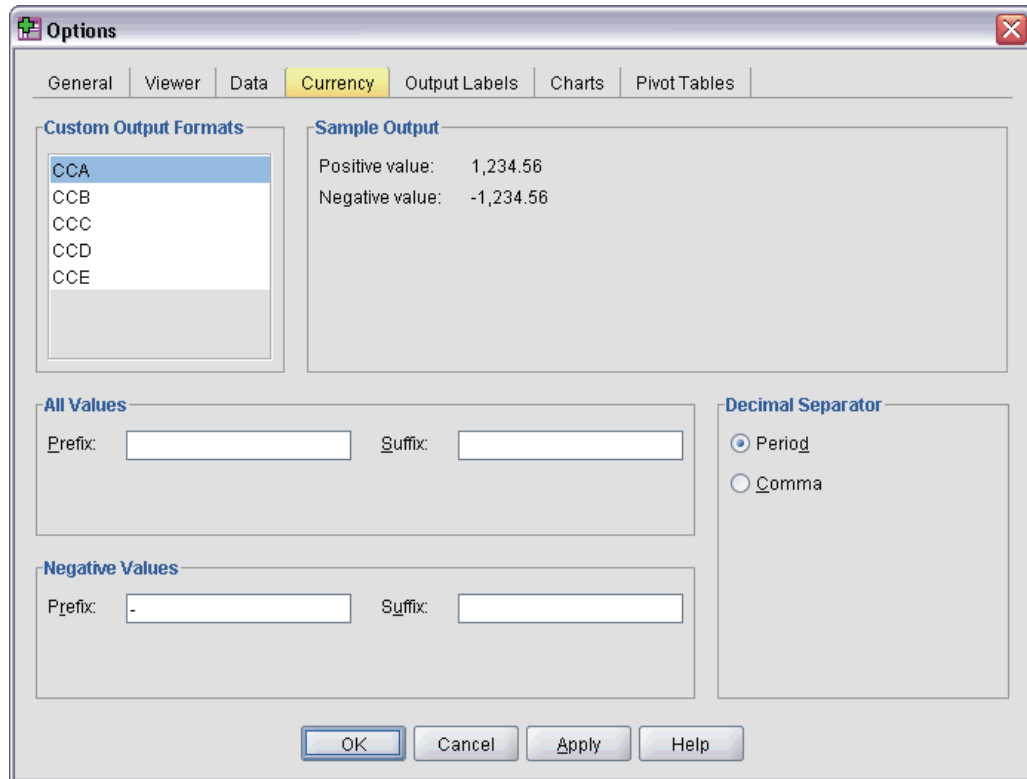 Options
General Viewer Data Currency Output Labels Charts Pivot Tables
Custom Output Formats
CCA
CCB
CCC
CCD
CCE
Sample Output
Positive value: 1,234.56
Negative value: -1,234.56
All Values
Prefix: Suffix:
Decimal Separator
Period
Comma
Negative Values
Prefix: - Suffix:
OK Cancel Apply Help